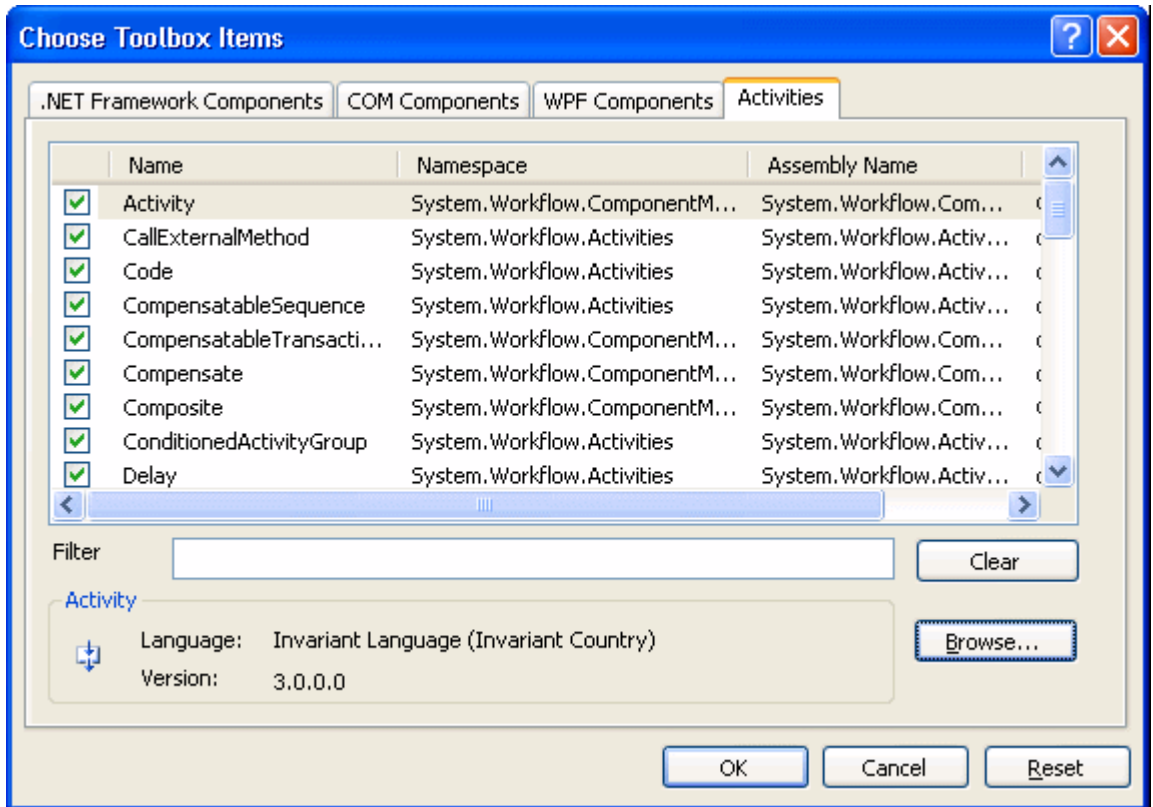 Choose Toolbox Items
.NET Framework Components COM Components WPF Components Activities
Name Namespace Assembly Name
Activity System.Workflow.ComponentM... System.Workflow.Com...
CallExternalMethod System.Workflow.Activities System.Workflow.Activ...
Code System.Workflow.Activities System.Workflow.Activ...
CompensatableSequence System.Workflow.Activities System.Workflow.Activ...
CompensatableTransacti... System.Workflow.ComponentM... System.Workflow.Com...
Compensate System.Workflow.ComponentM... System.Workflow.Com...
Composite System.Workflow.ComponentM... System.Workflow.Com...
ConditionedActivityGroup System.Workflow.Activities System.Workflow.Activ...
Delay System.Workflow.Activities System.Workflow.Activ...
Filter Clear
Activity
Language: Invariant Language (Invariant Country) Browse...
Version: 3.0.0.0
OK Cancel Reset